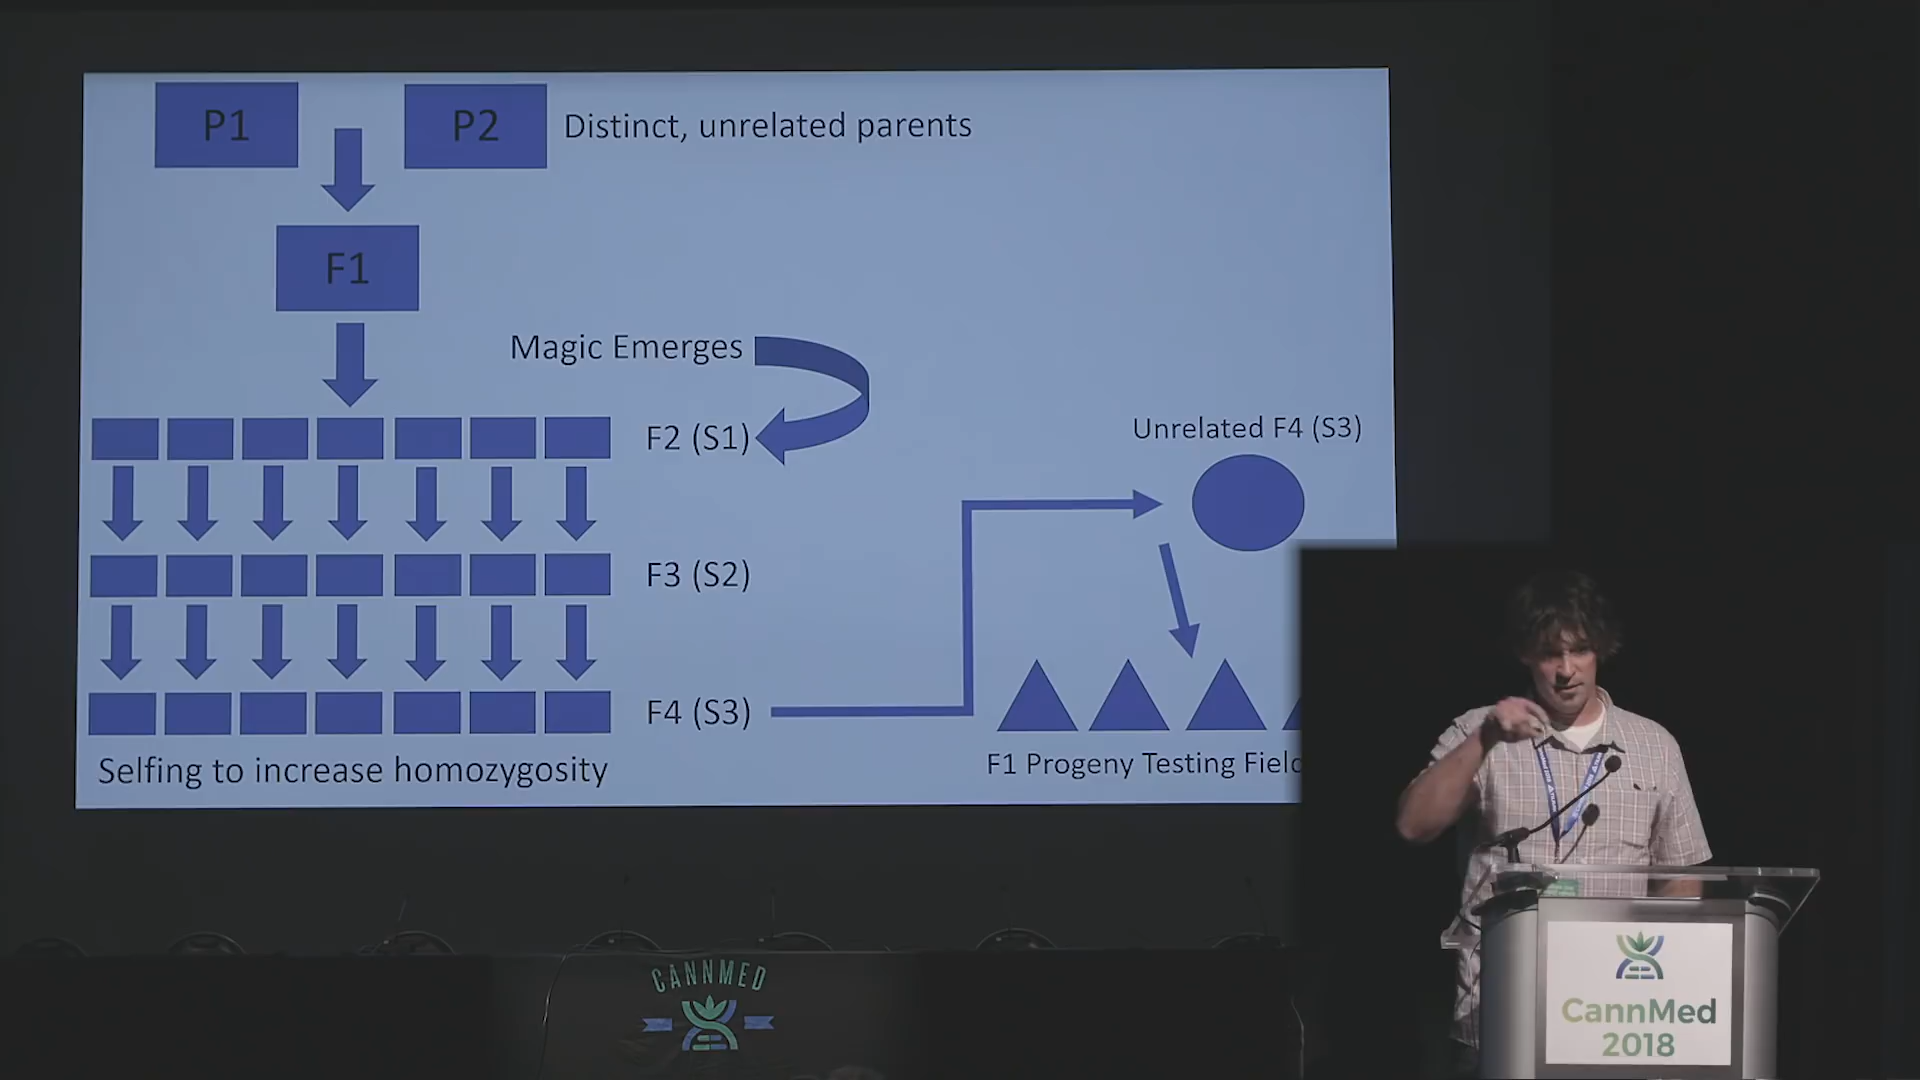 P1
P2
Distinct, unrelated parents
F1
Magic Emerges
F2 (S1)
Unrelated F4 (S3)
F3 (S2)
F4 (S3)
Selfing to increase homozygosity
F1 Progeny Testing Field
CANNMED
CannMed
2018